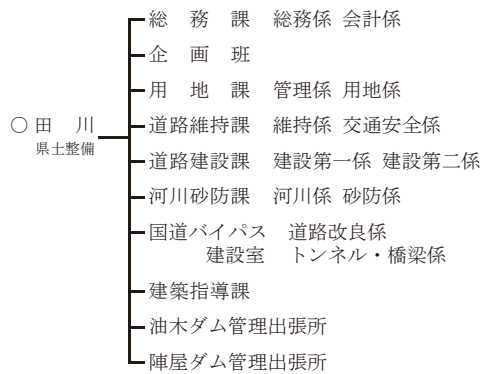 総務課 総務係 会計係
企画班
用地課 管理係 用地係
○田川
県土整備
道路維持課 維持係 交通安全係
道路建設課 建設第一係 建設第二係
河川砂防課 河川係 砂防係
国道バイパス 道路改良係
建設室 トンネル・橋梁係
建築指導課
油木ダム管理出張所
陣屋ダム管理出張所